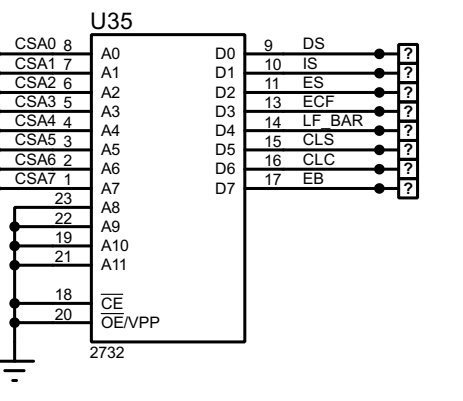 U35
CSA0 8 A0 D0 9 DS ?
CSA1 7 A1 D1 10 IS ?
CSA2 6 A2 D2 11 ES ?
CSA3 5 A3 D3 13 ECF ?
CSA4 4 A4 D4 14 LF_BAR ?
CSA5 3 A5 D5 15 CLS ?
CSA6 2 A6 D6 16 CLC ?
CSA7 1 A7 D7 17 EB ?
23 A8
22 A9
19 A10
21 A11
18 CE
20 OE/VPP
2732